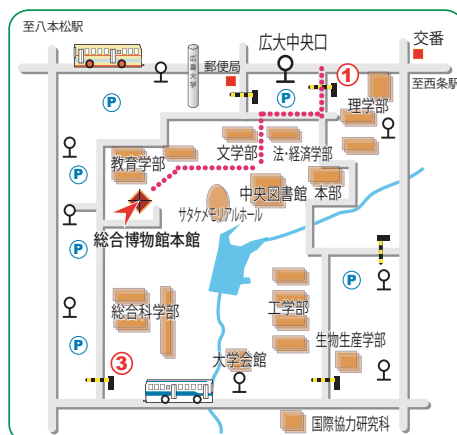 至八本松駅
広大中央口
交番
郵便局
広島大学
①
至西条駅
P
P
理学部
文学部
法・経済学部
教育学部
P
中央図書館
本部
サタケメモリアルホール
P
総合博物館本館
P
P
総合科学部
工学部
生物生産学部
大学会館
③
国際協力研究科